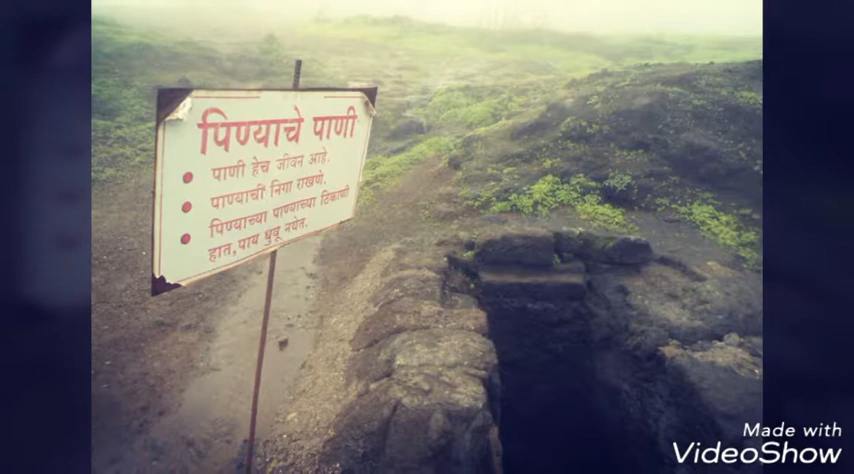 पिण्याचे पाणी
पाणी हेच जीवन आहे.
पाण्याची निगा राखणे.
पिण्याच्या पाण्याच्या ठिकाणी
हात, पाय धुवू नयेत.
Made with
VideoShow